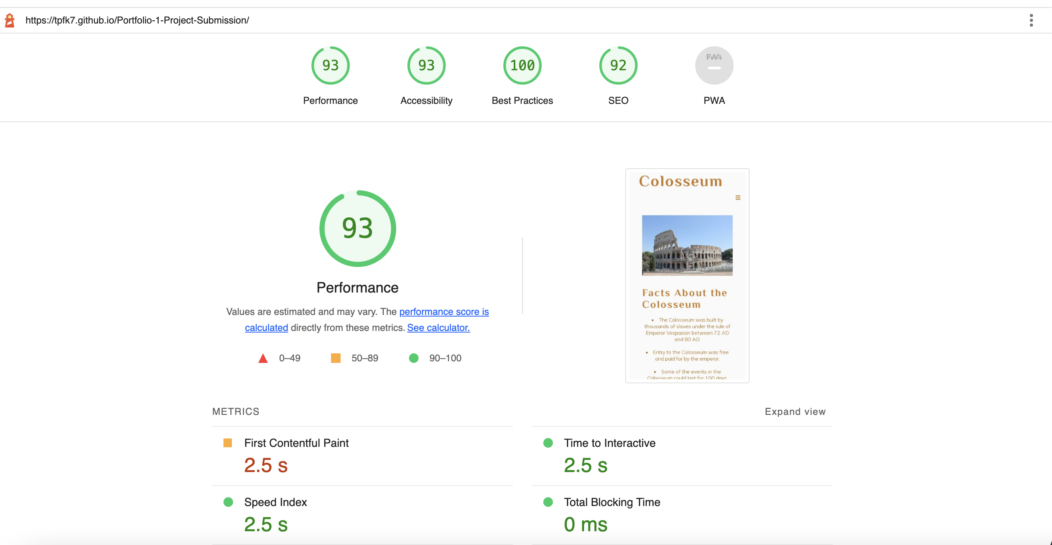 https://tpfk7.github.io/Portfolio-1-Project-Submission/
93
93
100
92
PWA
Performance
Accessibility
Best Practices
SEO
PWA
93
Performance
Values are estimated and may vary. The performance score is
calculated directly from these metrics. See calculator.
0–49
50–89
90–100
Colosseum
Facts About the
Colosseum
• The Colosseum was built by
thousands of slaves under the rule of
Emperor Vespasian between 72 AD
and 80 AD
• Entry to the Colosseum was free
and paid for by the emperor.
• Some of the events in the
Colosseum could last for 100 days
METRICS
Expand view
First Contentful Paint
2.5 s
Time to Interactive
2.5 s
Speed Index
2.5 s
Total Blocking Time
0 ms